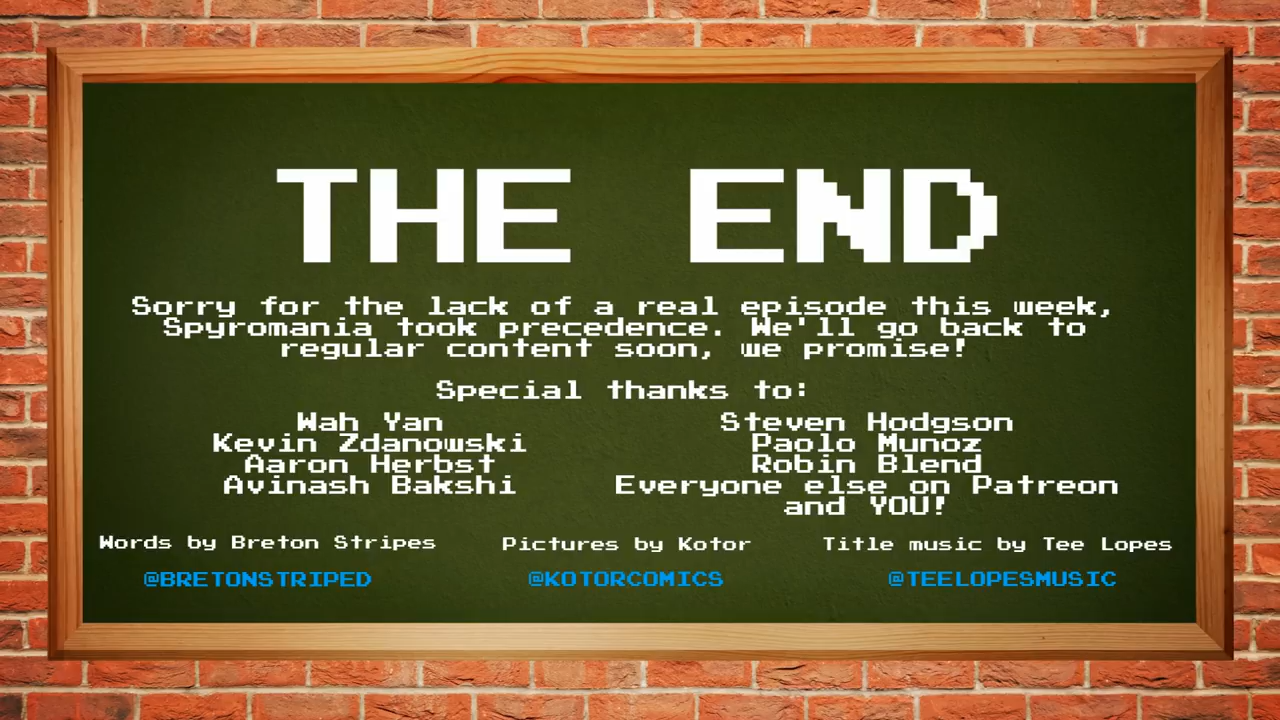 THE END
Sorry for the lack of a real episode this week,
Spyromania took precedence. We'll go back to
regular content soon, we promise!
Special thanks to:
Wah Yan
Kevin Zdanowski
Aaron Herbst
Avinash Bakshi
Steven Hodgson
Paolo Munoz
Robin Blend
Everyone else on Patreon
and YOU!
Words by Breton Stripes
@BRETONSTRIPED
Pictures by Kotor
@KOTORCOMICS
Title music by Tee Lopes
@TEELOPESMUSIC